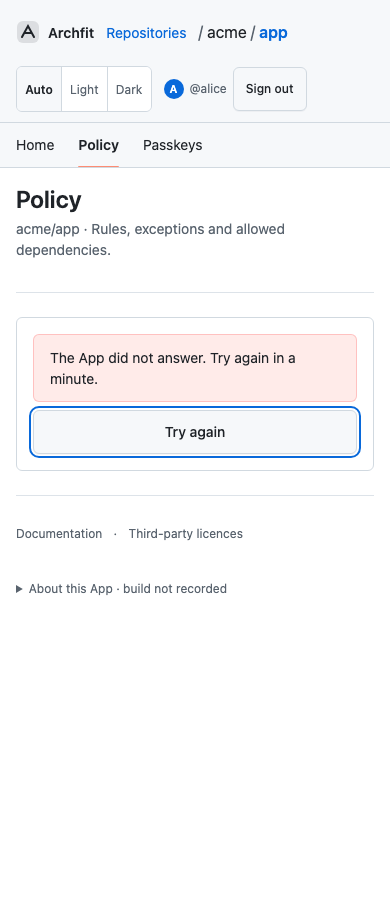 Archfit Repositories / acme / app
Auto Light Dark A @alice Sign out
Home Policy Passkeys
Policy
acme/app · Rules, exceptions and allowed
dependencies.
The App did not answer. Try again in a
minute.
Try again
Documentation · Third-party licences
About this App · build not recorded